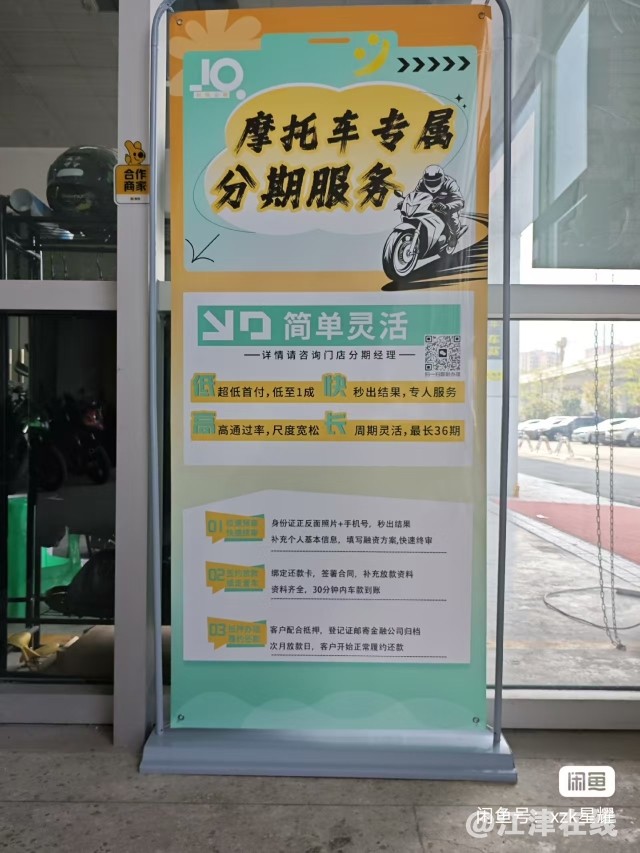 JQ
合作
商家
摩托车专属
分期服务
简单灵活
详情请咨询门店分期经理
低 超低首付,低至1成
快 秒出结果,专人服务
高 高通过率,尺度宽松
长 周期灵活,最长36期
01
身份证正反面照片+手机号,秒出结果
补充个人基本信息,填写融资方案,快速终审
02
绑定还款卡,签署合同,补充放款资料
资料齐全,30分钟内车款到账
03
客户配合抵押,登记证邮寄金融公司归档
次月放款日,客户开始正常履约还款
闲鱼
闲鱼号:xzk星耀
@江津在线